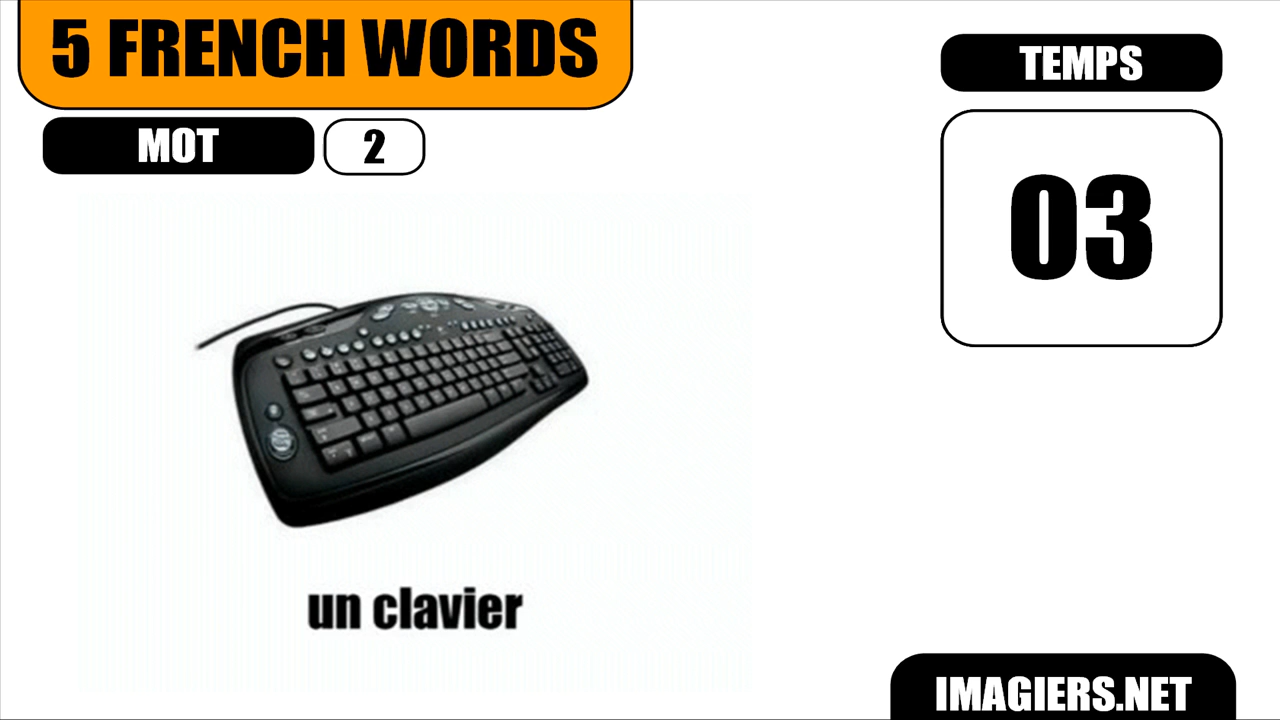 5 FRENCH WORDS
TEMPS
MOT 2
03
un clavier
IMAGIERS.NET